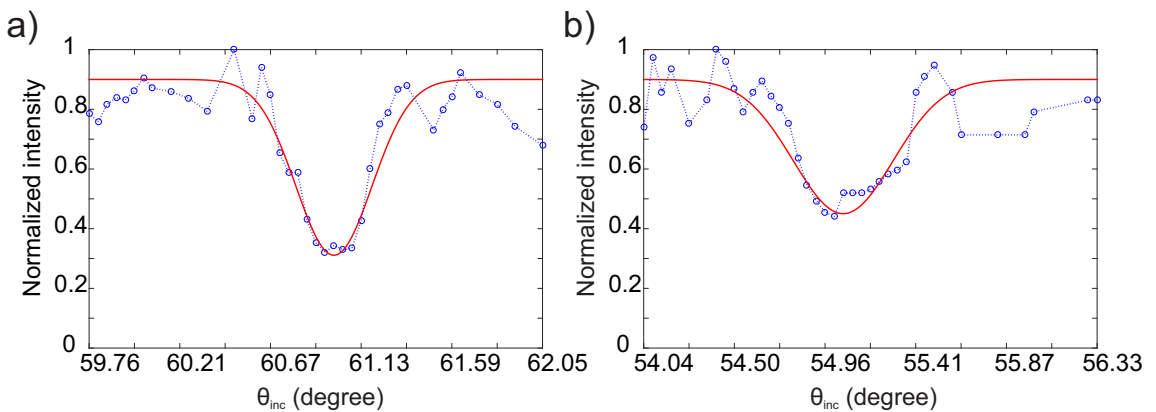 a)
Normalized intensity
1
0.8
0.6
0.4
0.2
0
59.76 60.21 60.67 61.13 61.59 62.05
θinc (degree)
b)
Normalized intensity
1
0.8
0.6
0.4
0.2
0
54.04 54.50 54.96 55.41 55.87 56.33
θinc (degree)